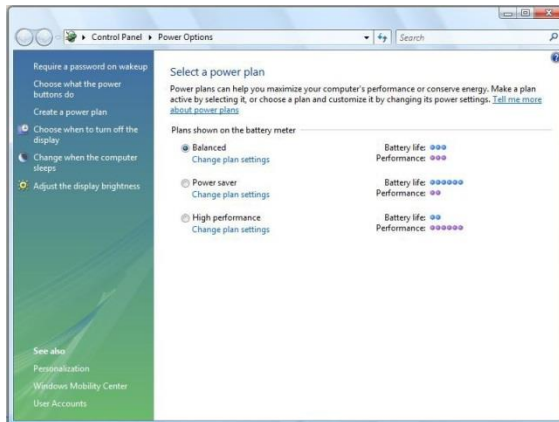 Control Panel
Power Options
Search
Require a password on wakeup
Choose what the power
buttons do
Create a power plan
Choose when to turn off the
display
Change when the computer
sleeps
Adjust the display brightness
See also
Personalization
Windows Mobility Center
User Accounts
Select a power plan
Power plans can help you maximize your computer's performance or conserve energy. Make a plan
active by selecting it, or choose a plan and customize it by changing its power settings. Tell me more
about power plans
Plans shown on the battery meter
Balanced
Battery life:
Change plan settings
Performance:
Power saver
Battery life:
Change plan settings
Performance:
High performance
Battery life:
Change plan settings
Performance: